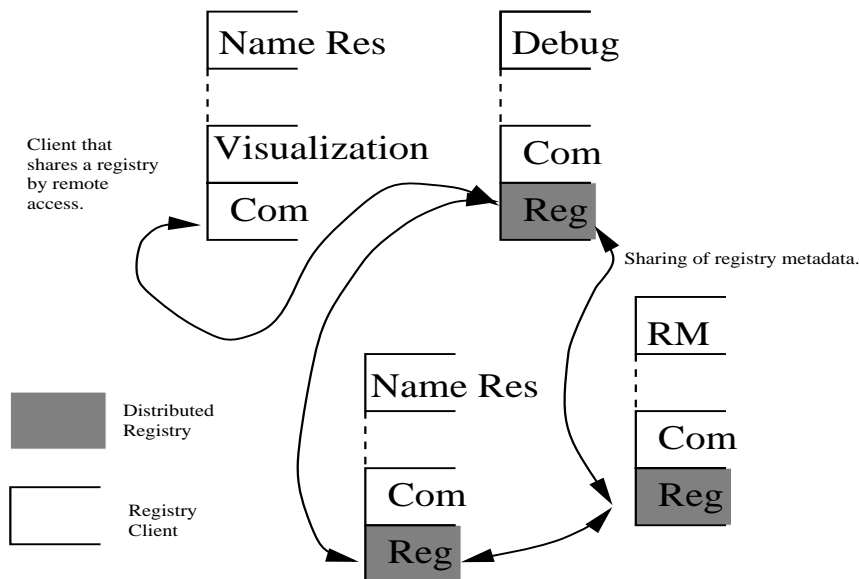 Name Res
Debug
Client that
shares a registry
by remote
access.
Visualization
Com
Com
Reg
Sharing of registry metadata.
RM
Name Res
Distributed
Registry
Com
Reg
Com
Reg
Registry
Client